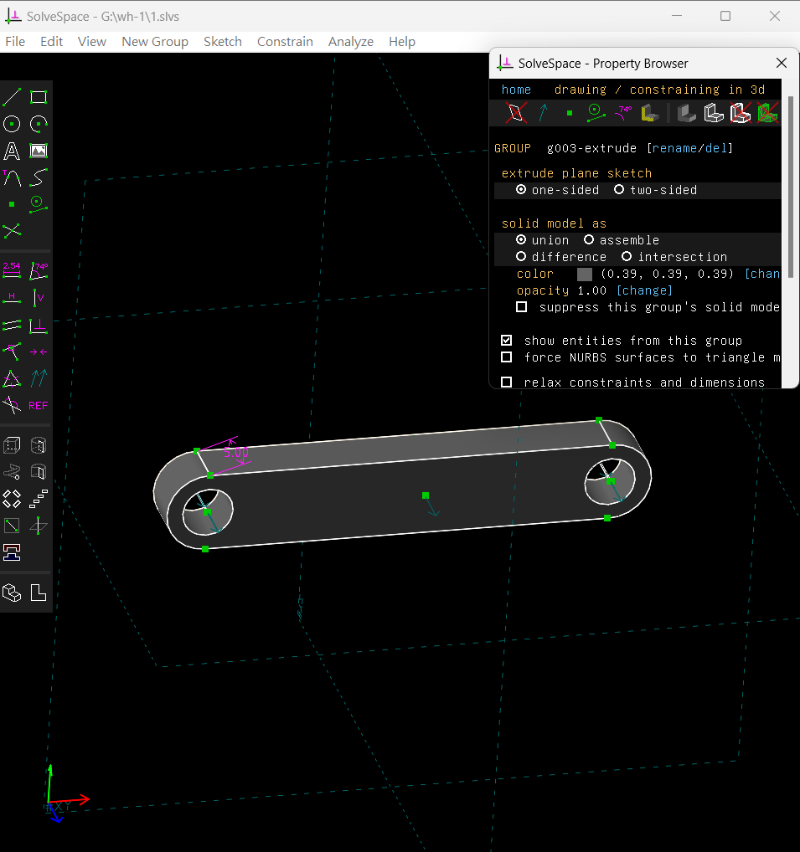 SolveSpace - G:\wh-1\1.slvs
File Edit View New Group Sketch Constrain Analyze Help
SolveSpace - Property Browser
home drawing / constraining in 3d
74°
GROUP g003-extrude [rename/del]
extrude plane sketch
one-sided two-sided
solid model as
union assemble
difference intersection
color (0.39, 0.39, 0.39) [chan
opacity 1.00 [change]
suppress this group's solid mode
show entities from this group
force NURBS surfaces to triangle m
relax constraints and dimensions
A
T
2.54 74°
H V
REF
5.00